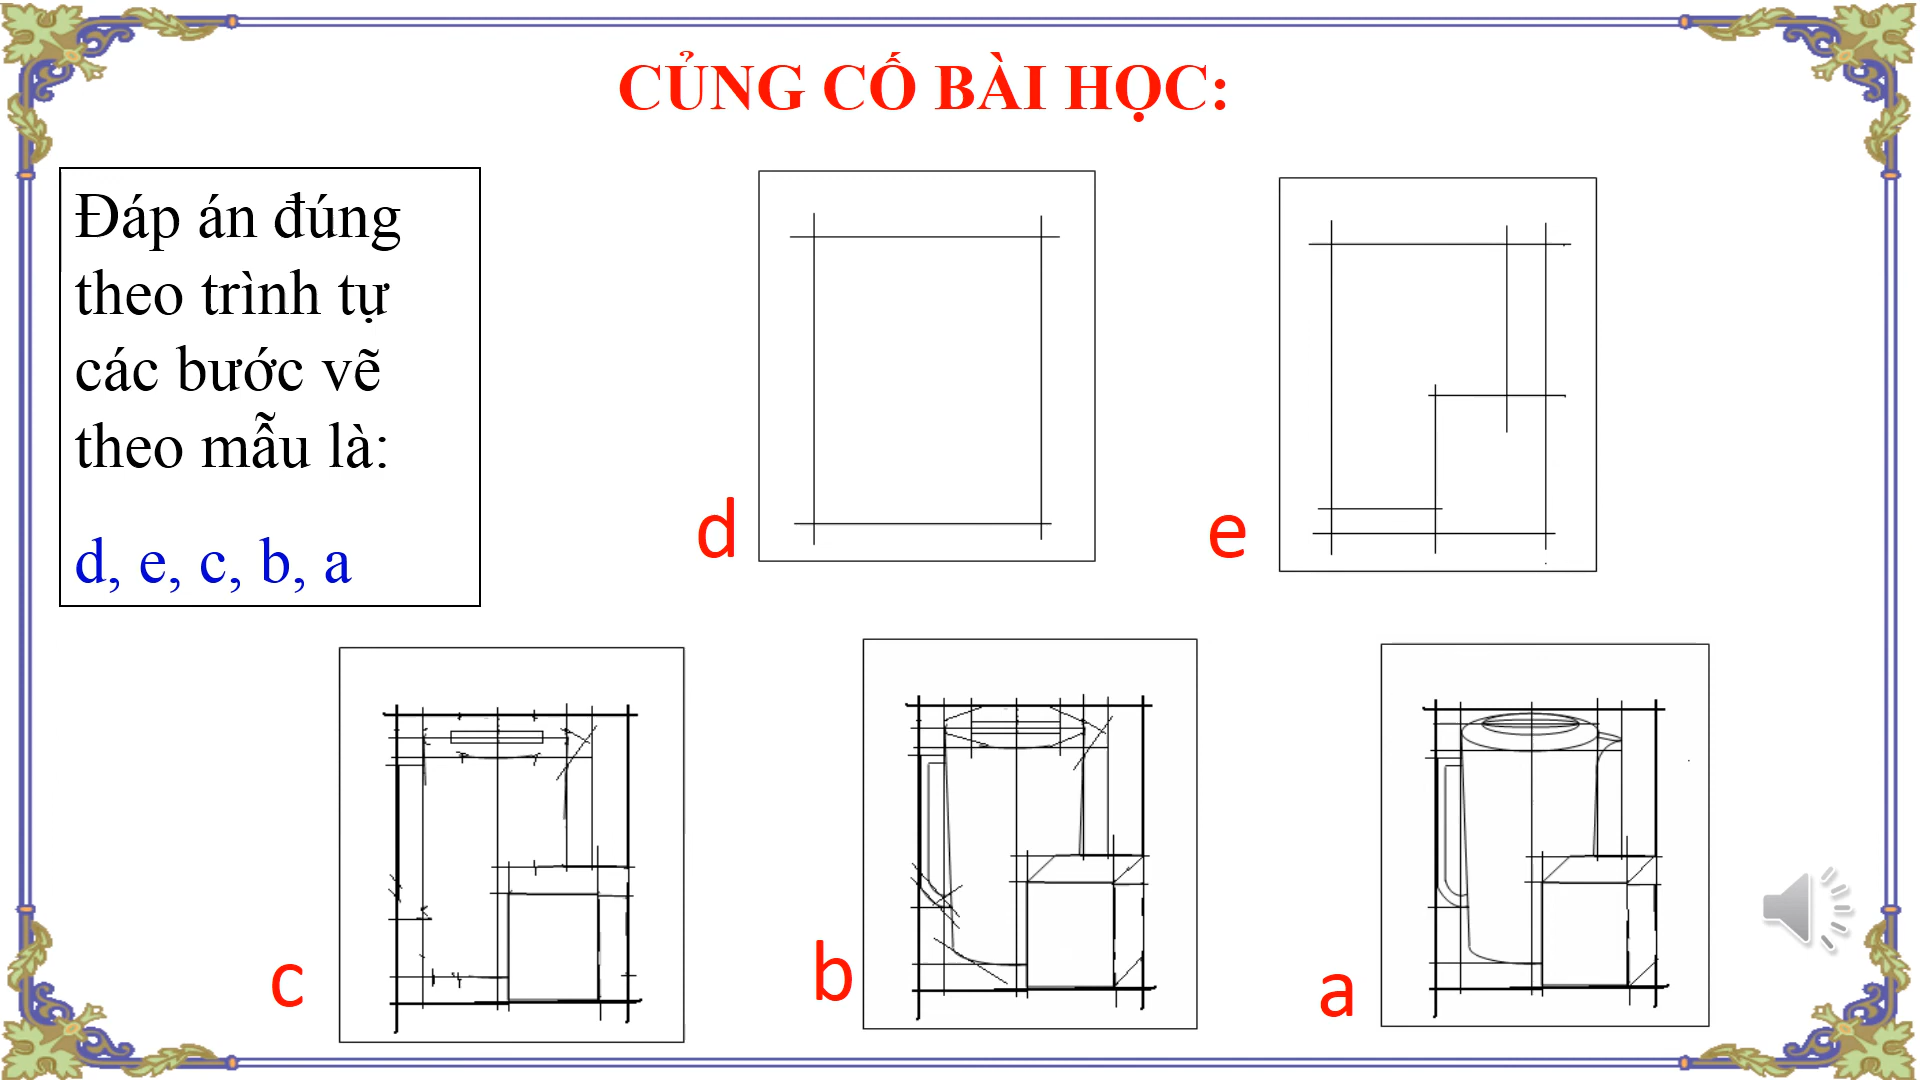 CỦNG CỐ BÀI HỌC:
Đáp án đúng
theo trình tự
các bước vẽ
theo mẫu là:
d, e, c, b, a
d
e
c
b
a